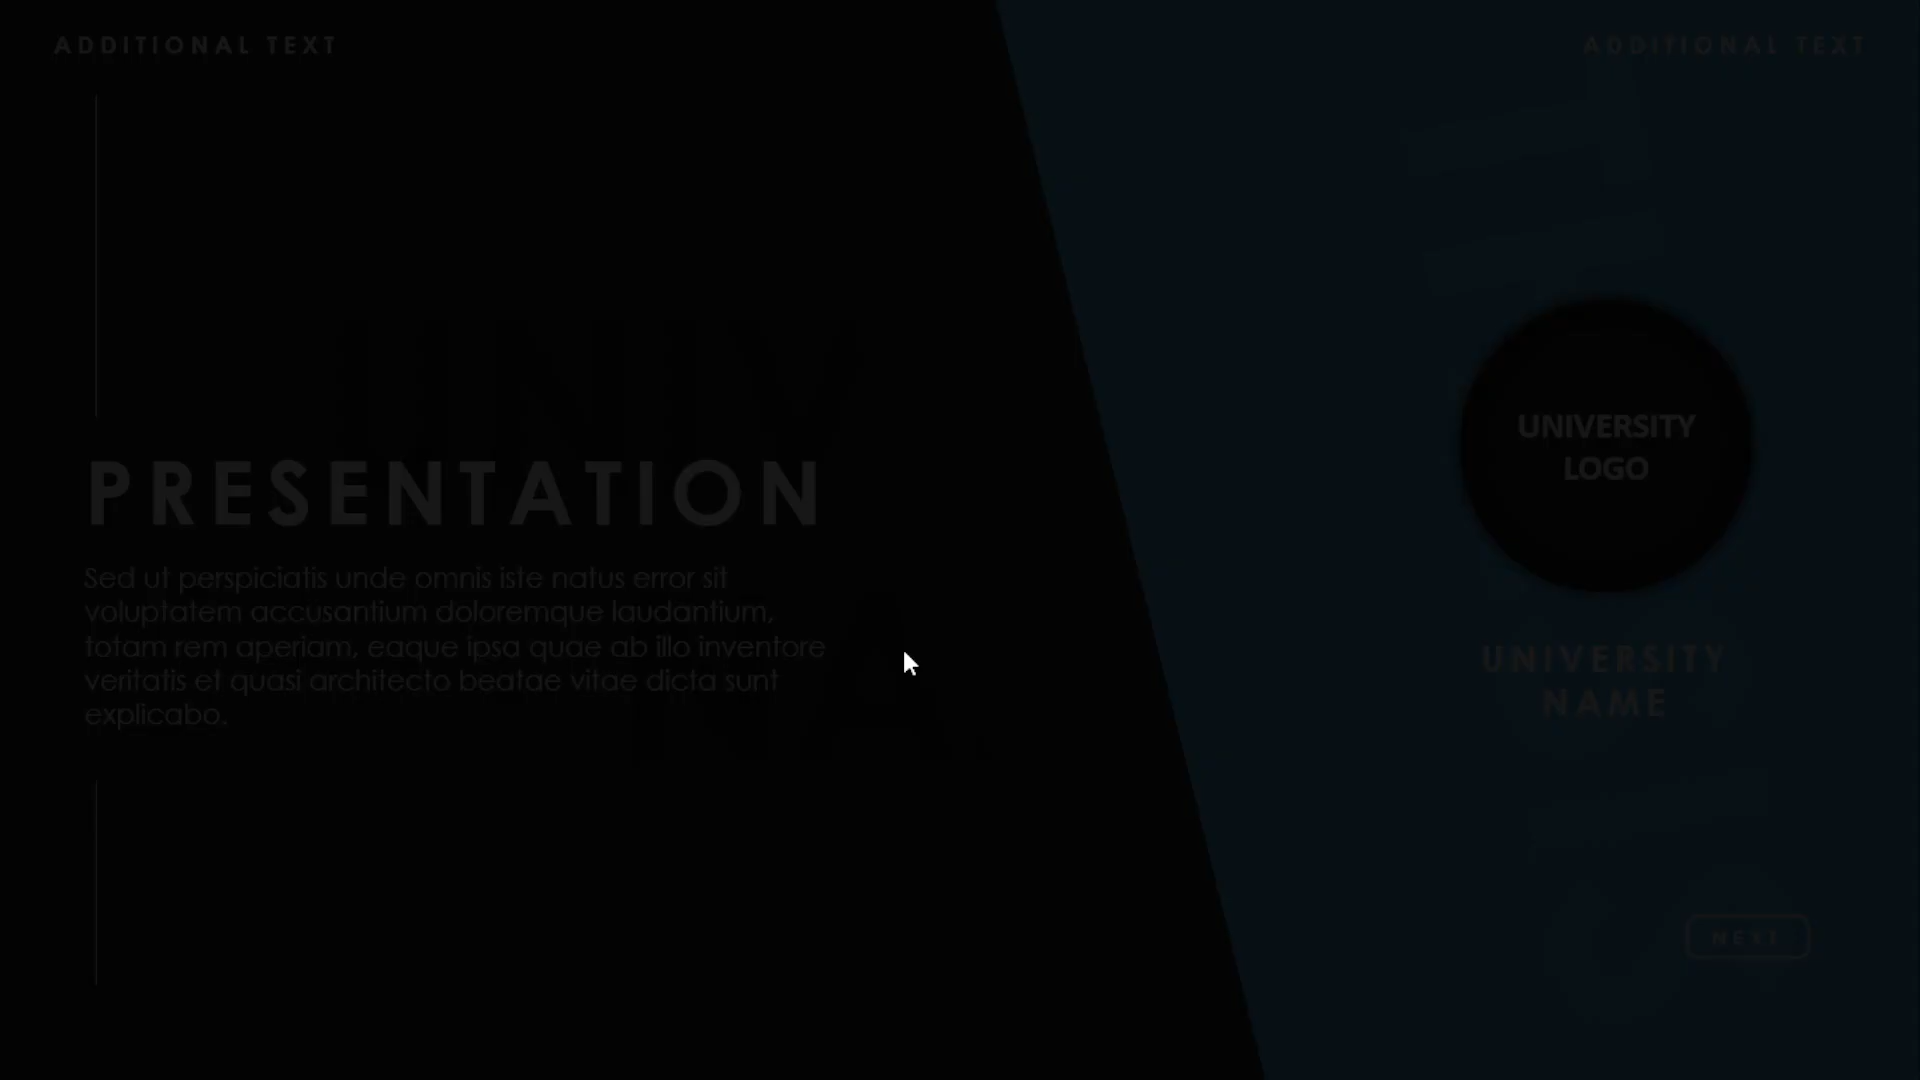 ADDITIONAL TEXT
ADDITIONAL TEXT
UNIV
PRESENTATION
Sed ut perspiciatis unde omnis iste natus error sit
voluptatem accusantium doloremque laudantium,
totam rem aperiam, eaque ipsa quae ab illo inventore
veritatis et quasi architecto beatae vitae dicta sunt
explicabo.
UNIVERSITY
LOGO
UNIVERSITY
NAME
NEXT